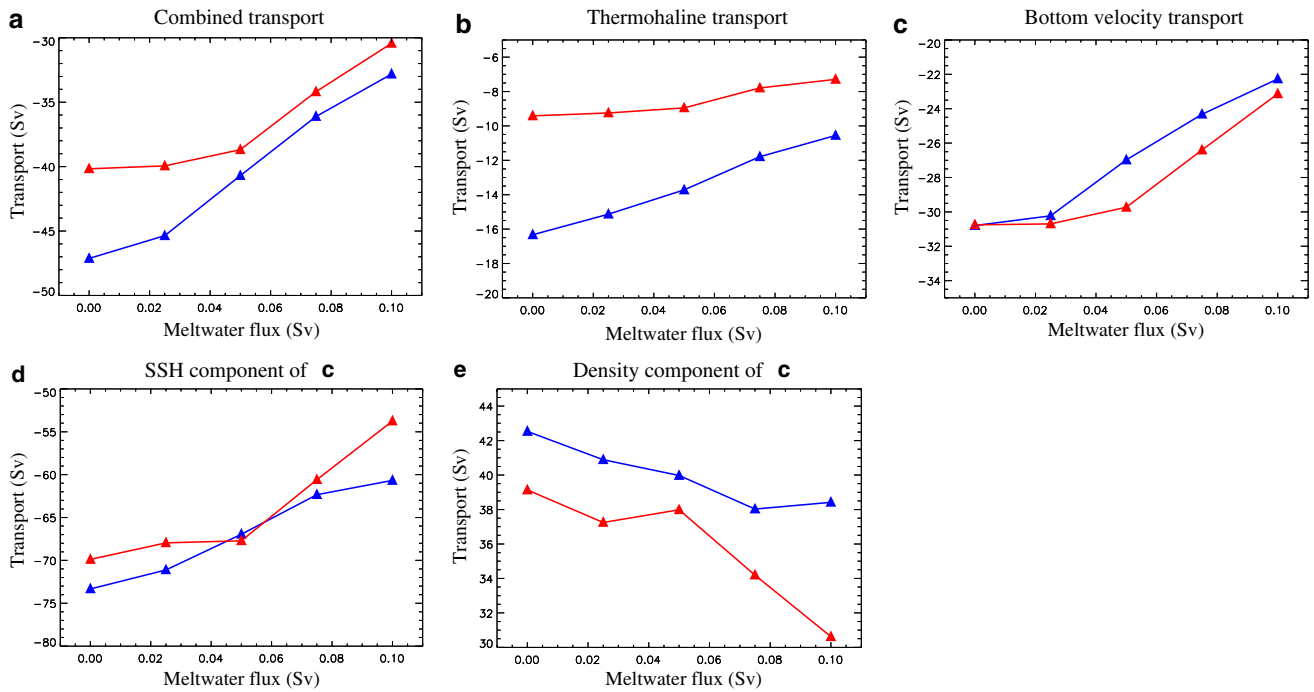 a Combined transport
Transport (Sv)
−30
−35
−40
−45
−50
0.00 0.02 0.04 0.06 0.08 0.10
Meltwater flux (Sv)
b Thermohaline transport
Transport (Sv)
−6
−8
−10
−12
−14
−16
−18
−20
0.00 0.02 0.04 0.06 0.08 0.10
Meltwater flux (Sv)
c Bottom velocity transport
Transport (Sv)
−20
−22
−24
−26
−28
−30
−32
−34
0.00 0.02 0.04 0.06 0.08 0.10
Meltwater flux (Sv)
d SSH component of c
Transport (Sv)
−50
−55
−60
−65
−70
−75
−80
0.00 0.02 0.04 0.06 0.08 0.10
Meltwater flux (Sv)
e Density component of c
Transport (Sv)
44
42
40
38
36
34
32
30
0.00 0.02 0.04 0.06 0.08 0.10
Meltwater flux (Sv)